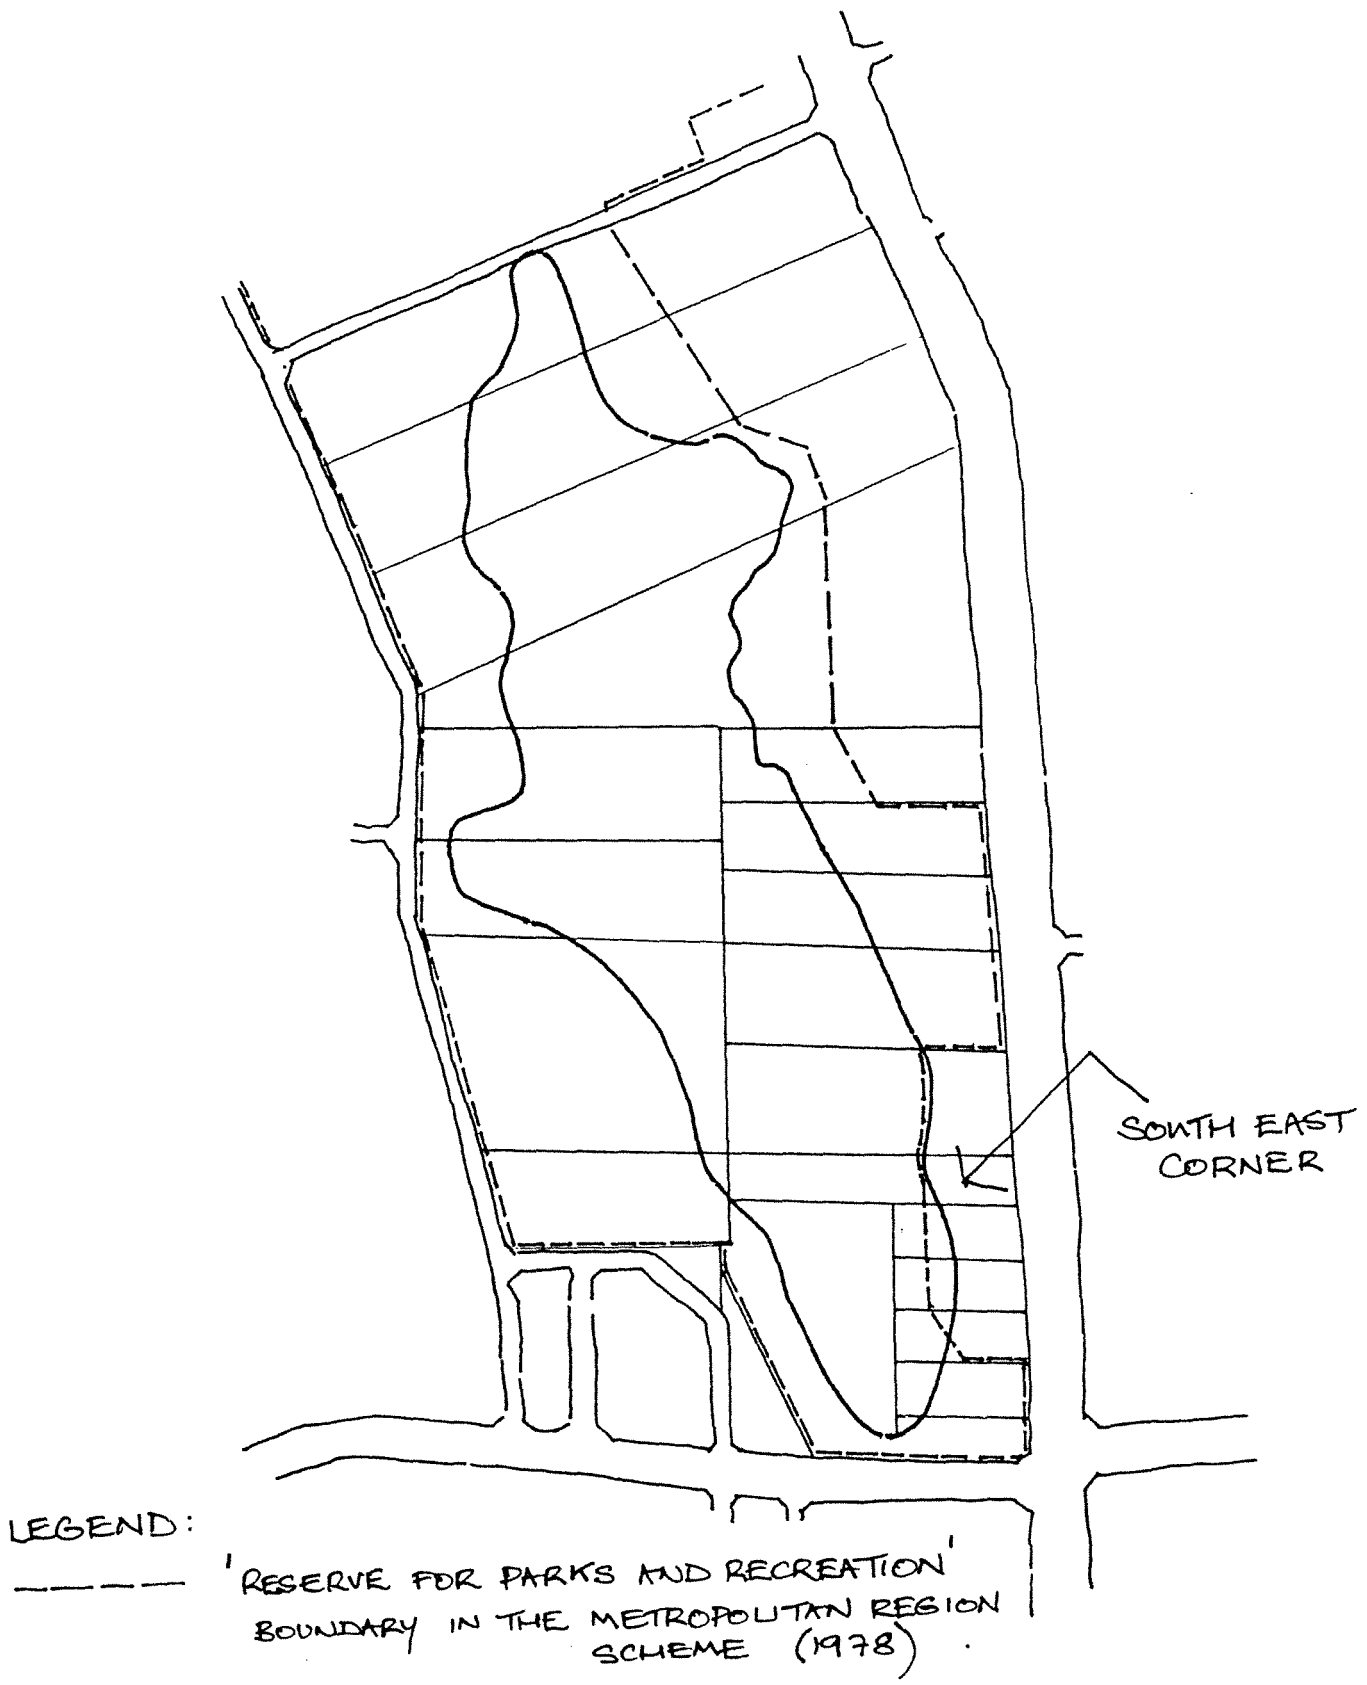 SOUTH EAST
CORNER
LEGEND:
'RESERVE FOR PARKS AND RECREATION'
BOUNDARY IN THE METROPOLITAN REGION
SCHEME (1978).